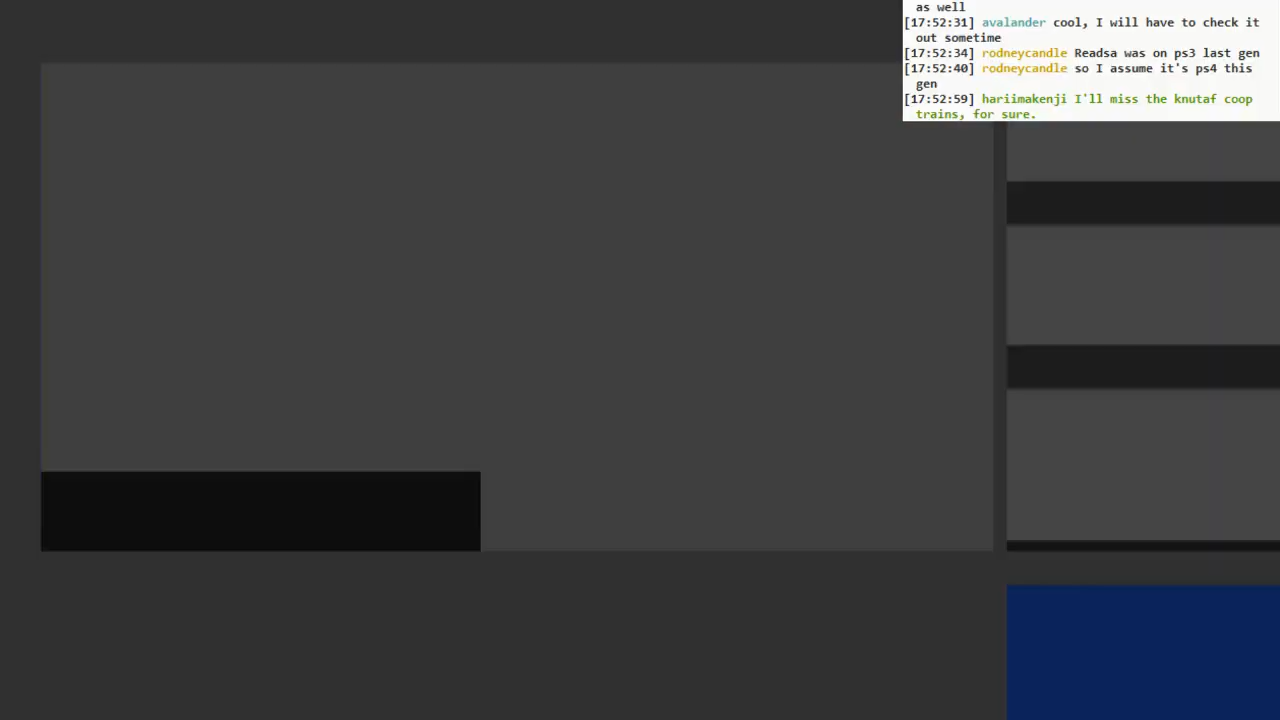 as well
[17:52:31] avalander cool, I will have to check it
out sometime
[17:52:34] rodneycandle Readsa was on ps3 last gen
[17:52:40] rodneycandle so I assume it's ps4 this
gen
[17:52:59] hariimakenji I'll miss the knutaf coop
trains, for sure.